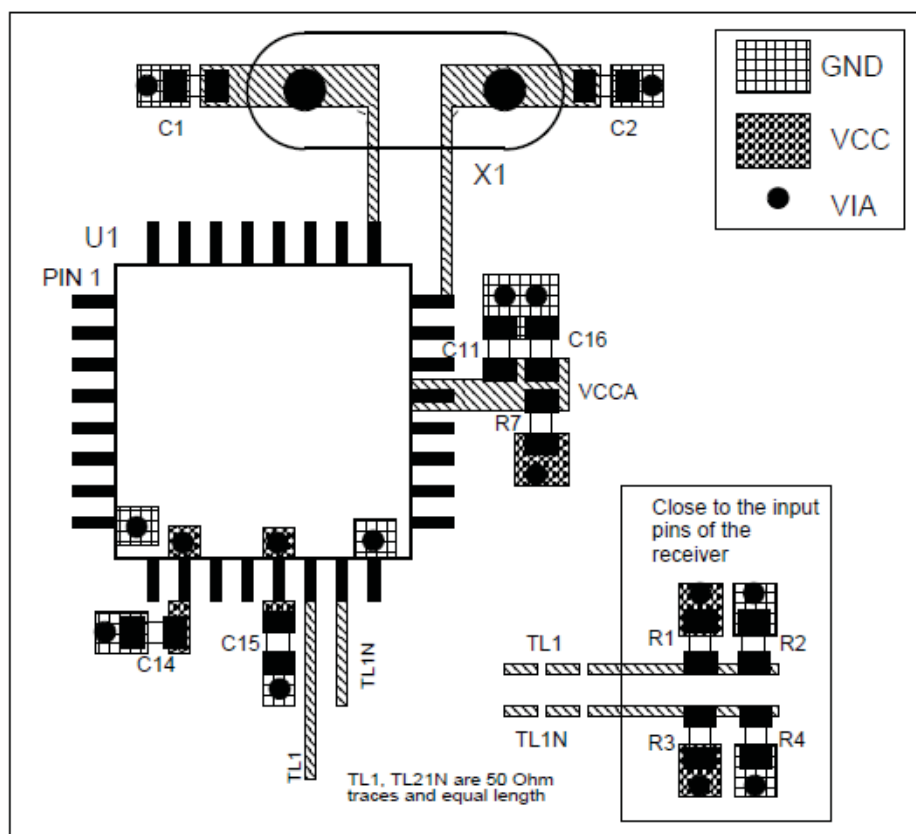 GND
C1
C2
VCC
X1
VIA
U1
PIN 1
C11
C16
VCCA
R7
Close to the input
pins of the
receiver
C14
C15
TL1
TL1N
TL1
R1
R2
TL1N
R3
R4
TL1, TL21N are 50 Ohm
traces and equal length